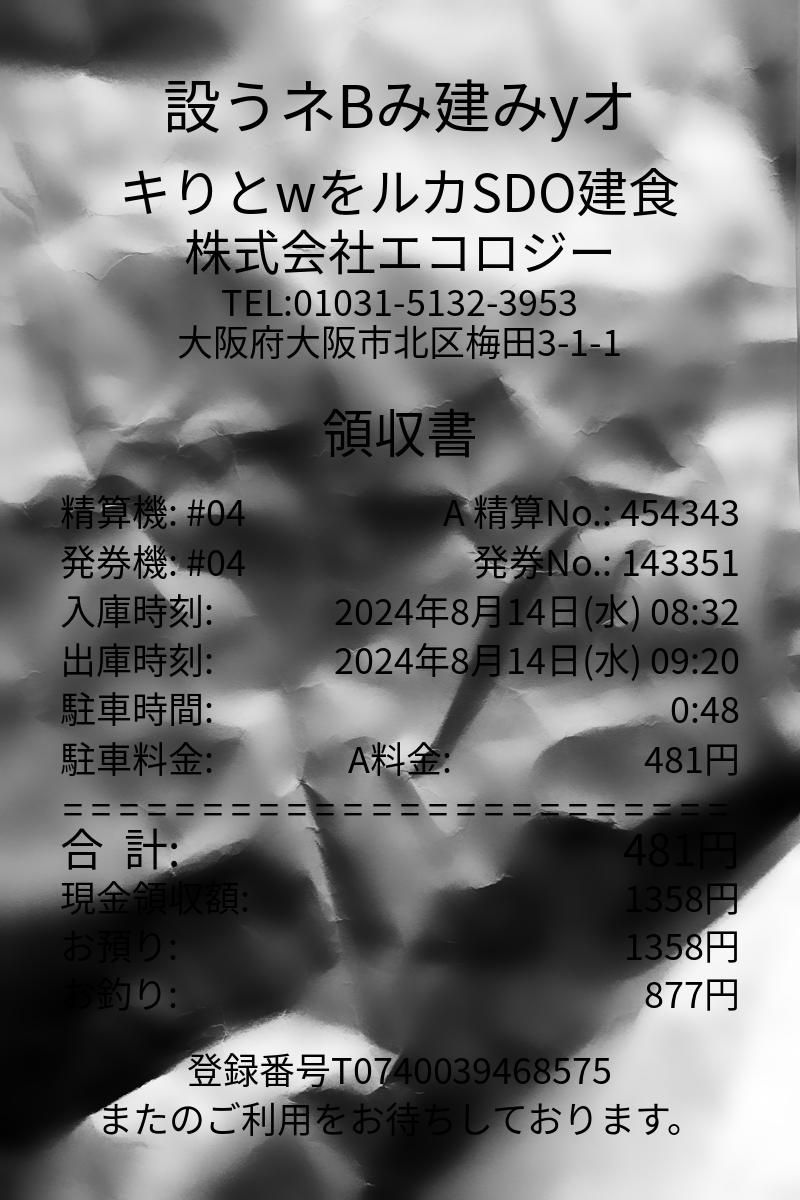 設うネBみ建みyオ
キりとwをルカSDO建食
株式会社エコロジー
TEL:01031-5132-3953
大阪府大阪市北区梅田3-1-1
領収書
精算機: #04 A 精算No.: 454343
発券機: #04 発券No.: 143351
入庫時刻: 2024年8月14日(水) 08:32
出庫時刻: 2024年8月14日(水) 09:20
駐車時間: 0:48
駐車料金: A料金: 481円
========================
合 計: 481円
現金領収額: 1358円
お預り: 1358円
お釣り: 877円
登録番号T0740039468575
またのご利用をお待ちしております。